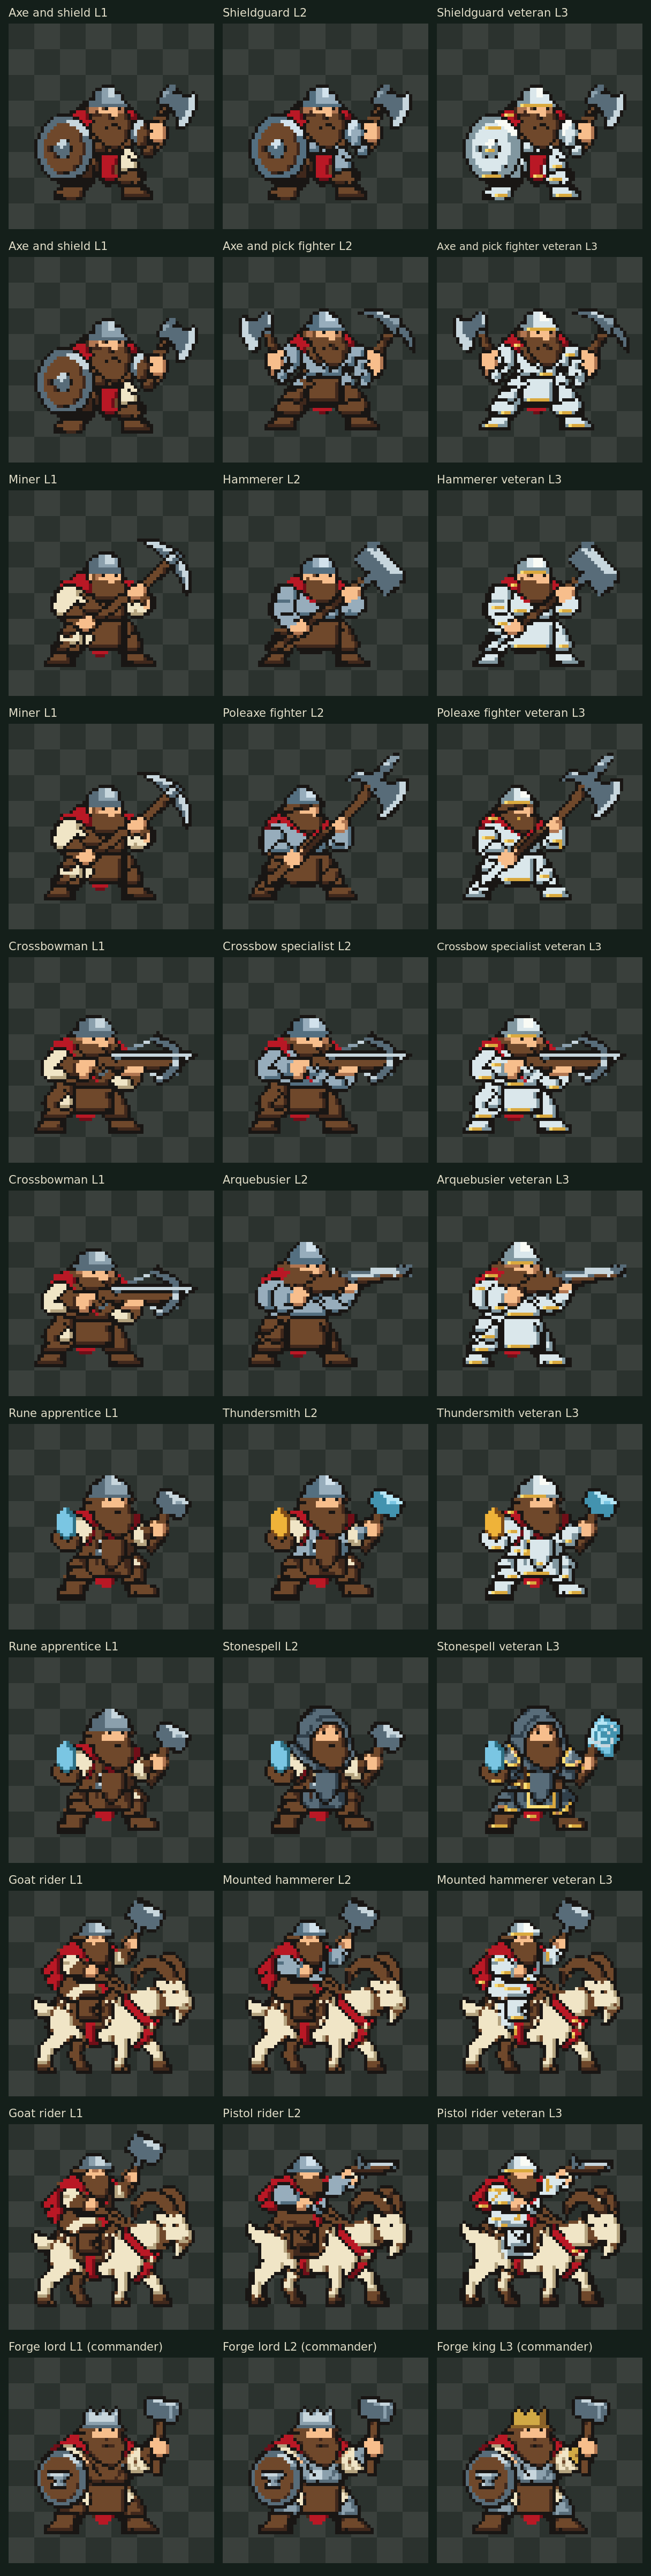 Axe and shield L1
Shieldguard L2
Shieldguard veteran L3
Axe and shield L1
Axe and pick fighter L2
Axe and pick fighter veteran L3
Miner L1
Hammerer L2
Hammerer veteran L3
Miner L1
Poleaxe fighter L2
Poleaxe fighter veteran L3
Crossbowman L1
Crossbow specialist L2
Crossbow specialist veteran L3
Crossbowman L1
Arquebusier L2
Arquebusier veteran L3
Rune apprentice L1
Thundersmith L2
Thundersmith veteran L3
Rune apprentice L1
Stonespell L2
Stonespell veteran L3
Goat rider L1
Mounted hammerer L2
Mounted hammerer veteran L3
Goat rider L1
Pistol rider L2
Pistol rider veteran L3
Forge lord L1 (commander)
Forge lord L2 (commander)
Forge king L3 (commander)